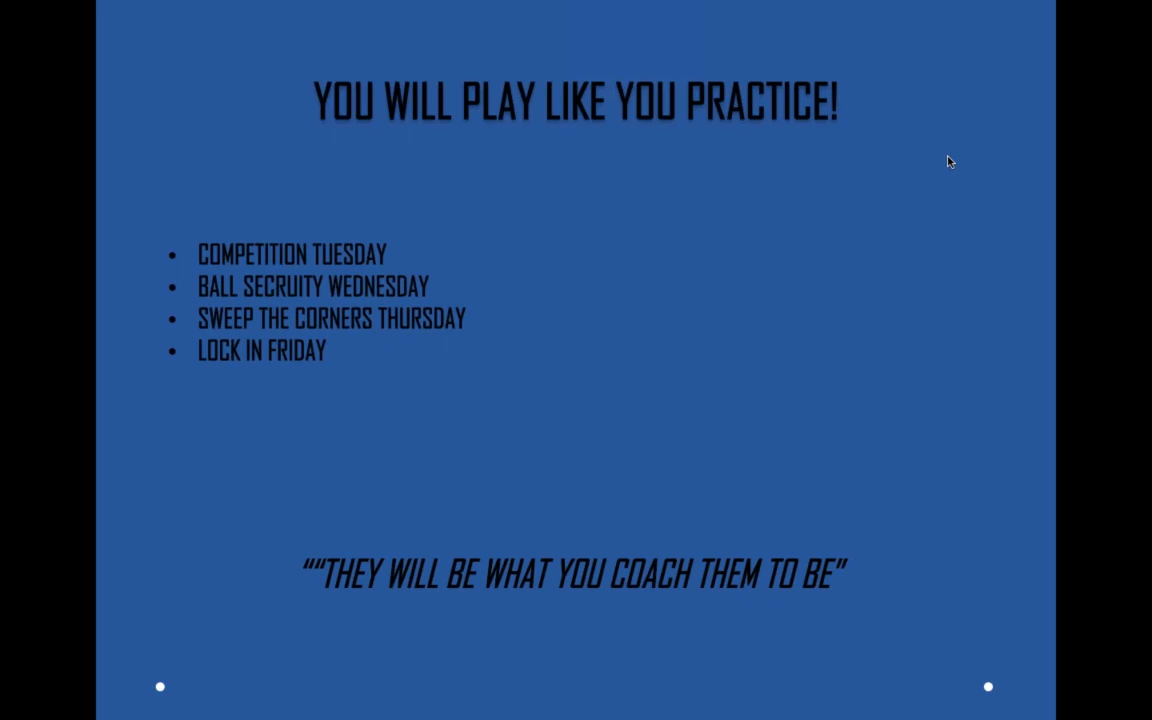 YOU WILL PLAY LIKE YOU PRACTICE!
• COMPETITION TUESDAY
• BALL SECRUITY WEDNESDAY
• SWEEP THE CORNERS THURSDAY
• LOCK IN FRIDAY
““THEY WILL BE WHAT YOU COACH THEM TO BE”